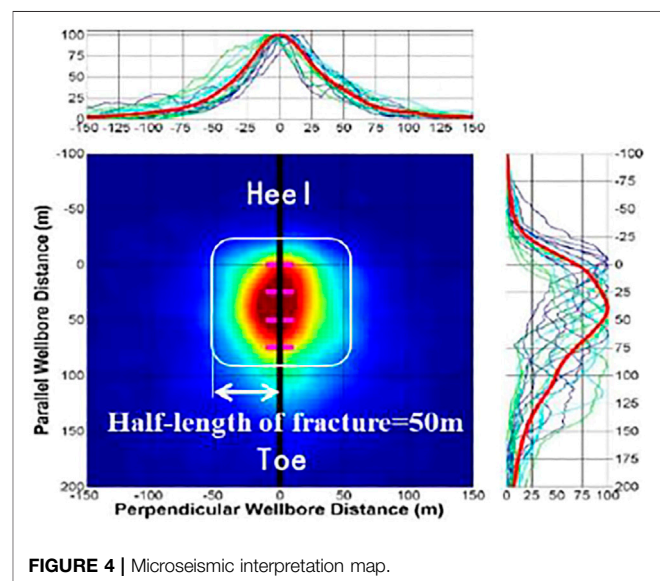 100
75
50
25
0
-150 -125 -100 -75 -50 -25 0 25 50 75 100 125 150
Parallel Wellbore Distance (m)
-100
-50
0
50
100
150
200
Heel
Half-length of fracture=50m
Toe
-150 -100 -50 0 50 100 150
Perpendicular Wellbore Distance (m)
-100
-75
-50
-25
0
25
50
75
100
125
150
175
200
0 25 50 75 100
FIGURE 4 | Microseismic interpretation map.